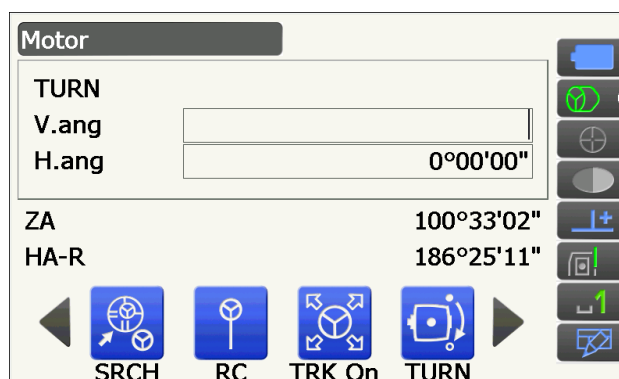 Motor
TURN
V.ang
H.ang 0°00'00"
ZA 100°33'02"
HA-R 186°25'11"
SRCH RC TRK On TURN
1